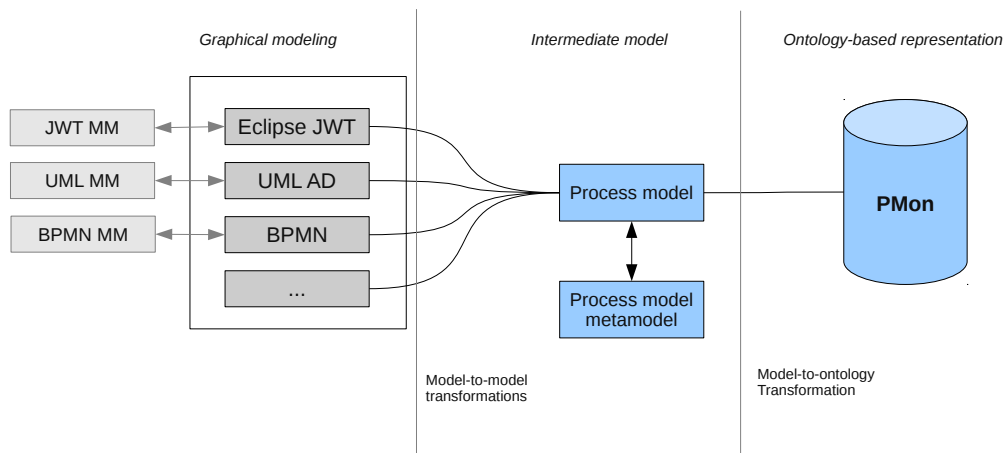 Graphical modeling
Intermediate model
Ontology-based representation
JWT MM
Eclipse JWT
UML MM
UML AD
Process model
PMon
BPMN MM
BPMN
...
Process model
metamodel
Model-to-model
transformations
Model-to-ontology
Transformation